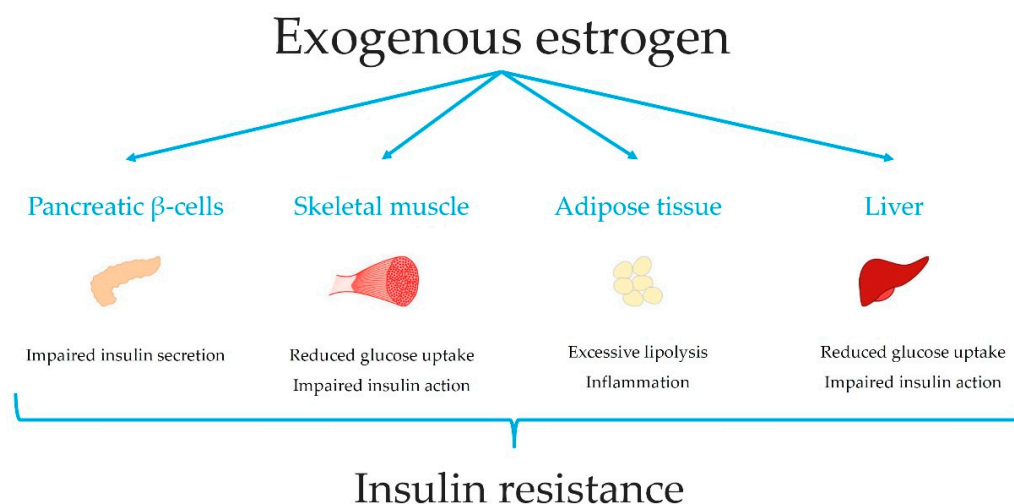 Exogenous estrogen
Pancreatic β-cells
Skeletal muscle
Adipose tissue
Liver
Impaired insulin secretion
Reduced glucose uptake
Impaired insulin action
Excessive lipolysis
Inflammation
Reduced glucose uptake
Impaired insulin action
Insulin resistance